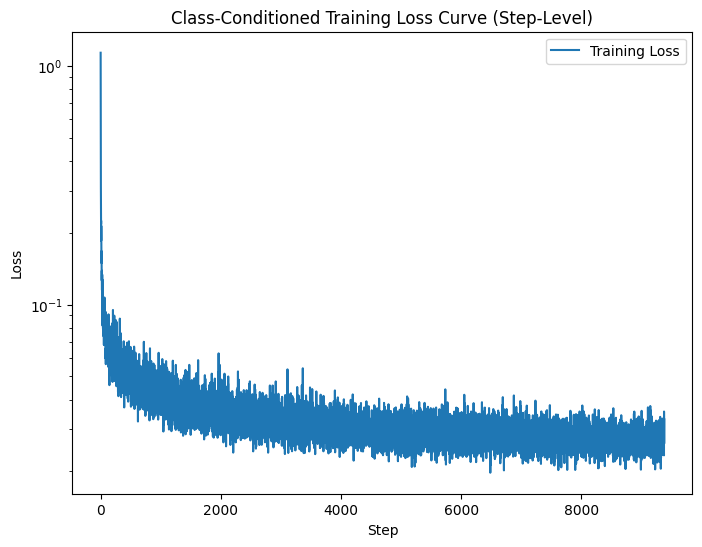 Class-Conditioned Training Loss Curve (Step-Level)
Training Loss
10⁰
10⁻¹
Loss
0 2000 4000 6000 8000
Step